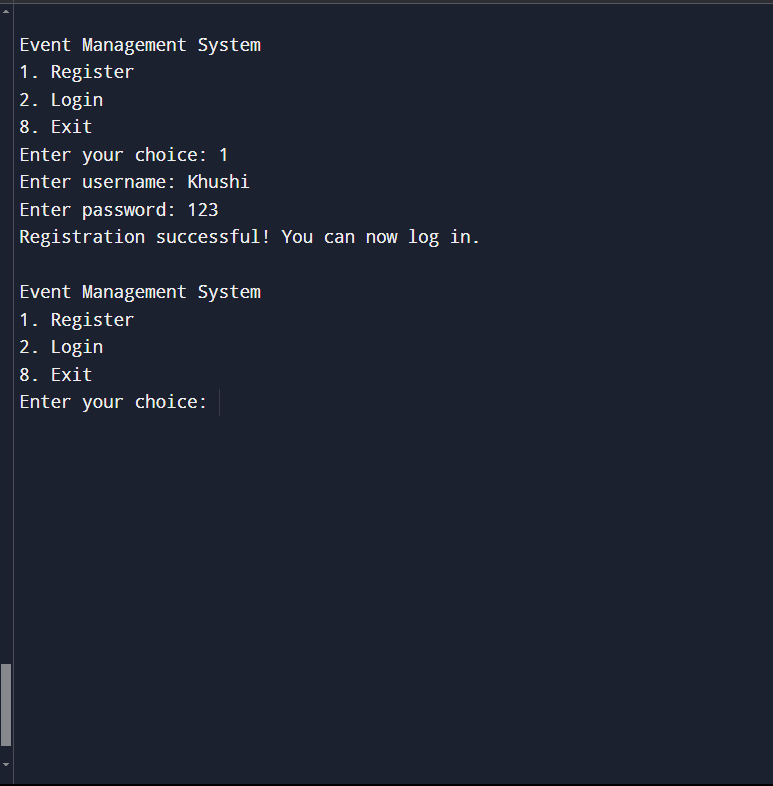 Event Management System
1. Register
2. Login
8. Exit
Enter your choice: 1
Enter username: Khushi
Enter password: 123
Registration successful! You can now log in.
Event Management System
1. Register
2. Login
8. Exit
Enter your choice: